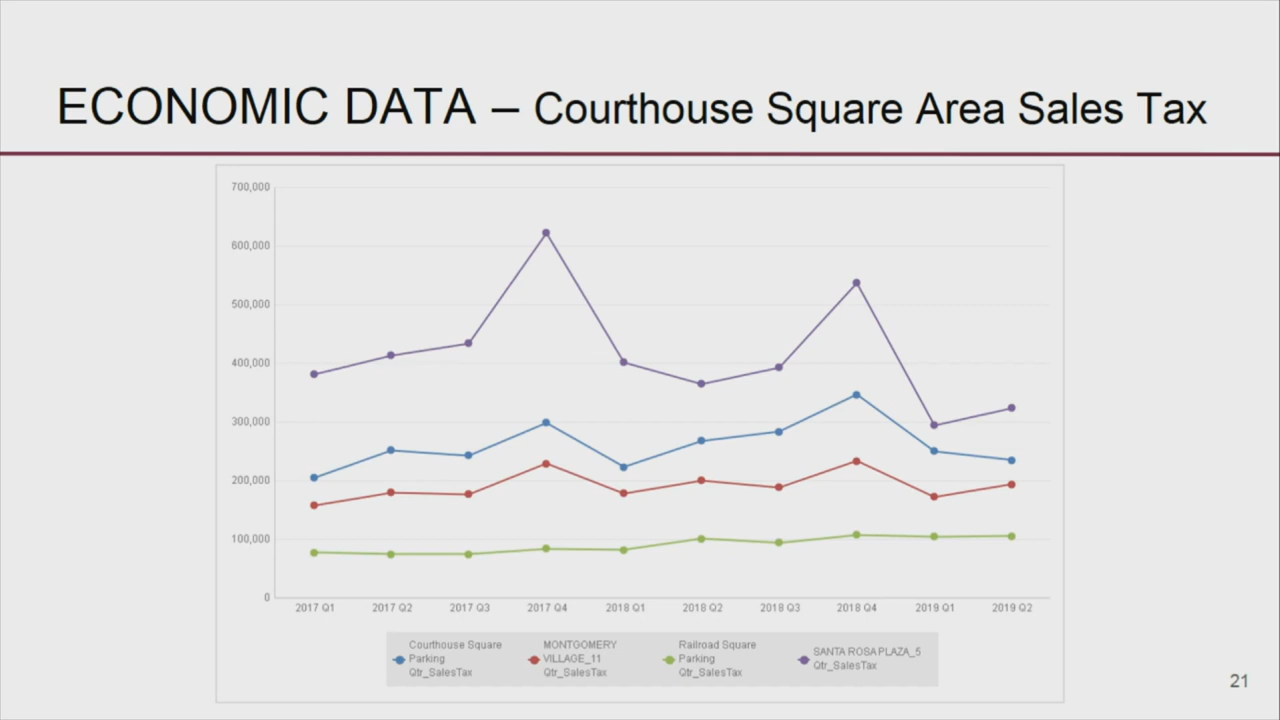 ECONOMIC DATA – Courthouse Square Area Sales Tax
700,000
600,000
500,000
400,000
300,000
200,000
100,000
0
2017 Q1 2017 Q2 2017 Q3 2017 Q4 2018 Q1 2018 Q2 2018 Q3 2018 Q4 2019 Q1 2019 Q2
Courthouse Square
Parking
Qtr_SalesTax
MONTGOMERY
VILLAGE_11
Qtr_SalesTax
Railroad Square
Parking
Qtr_SalesTax
SANTA ROSA PLAZA_5
Qtr_SalesTax
21